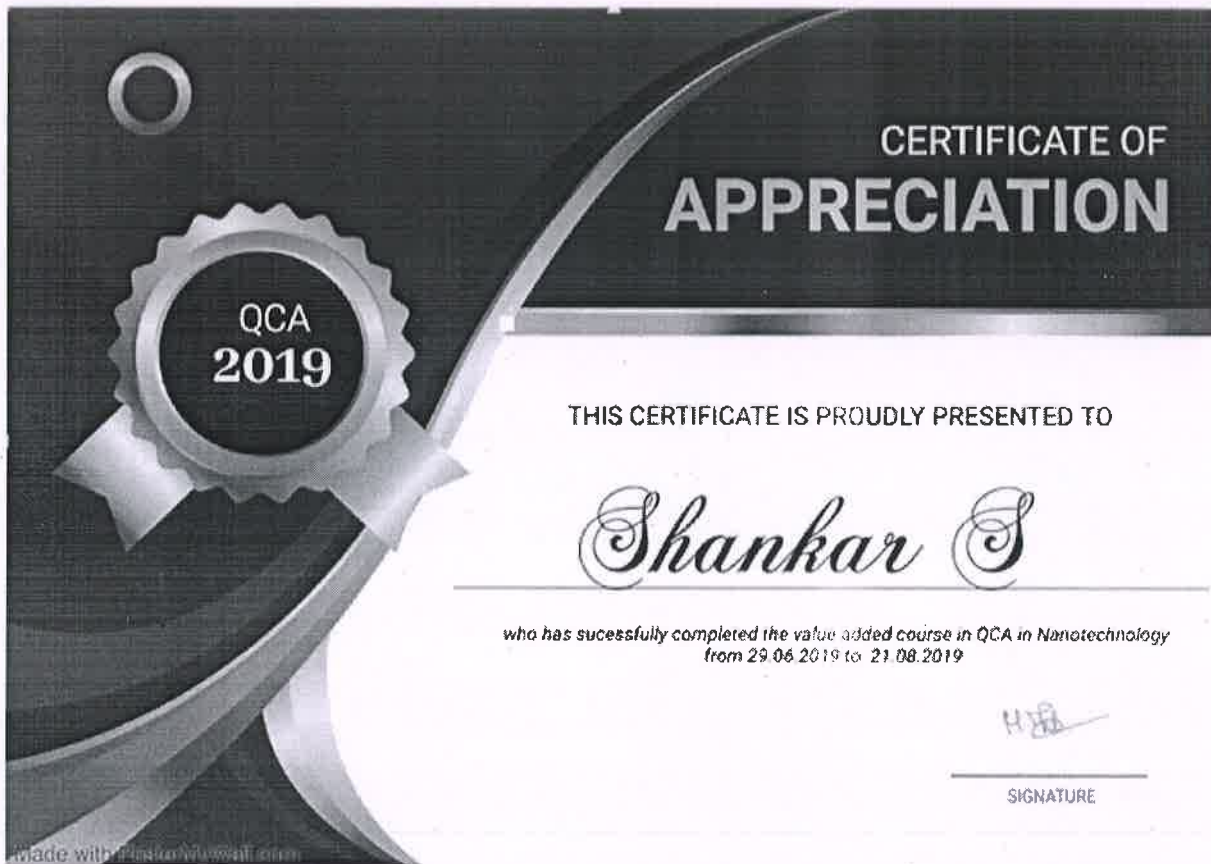 CERTIFICATE OF
APPRECIATION
QCA
2019
THIS CERTIFICATE IS PROUDLY PRESENTED TO
Shankar S
who has sucessfully completed the value added course in QCA in Nanotechnology
from 29.06.2019 to 21.08.2019
SIGNATURE
Made with